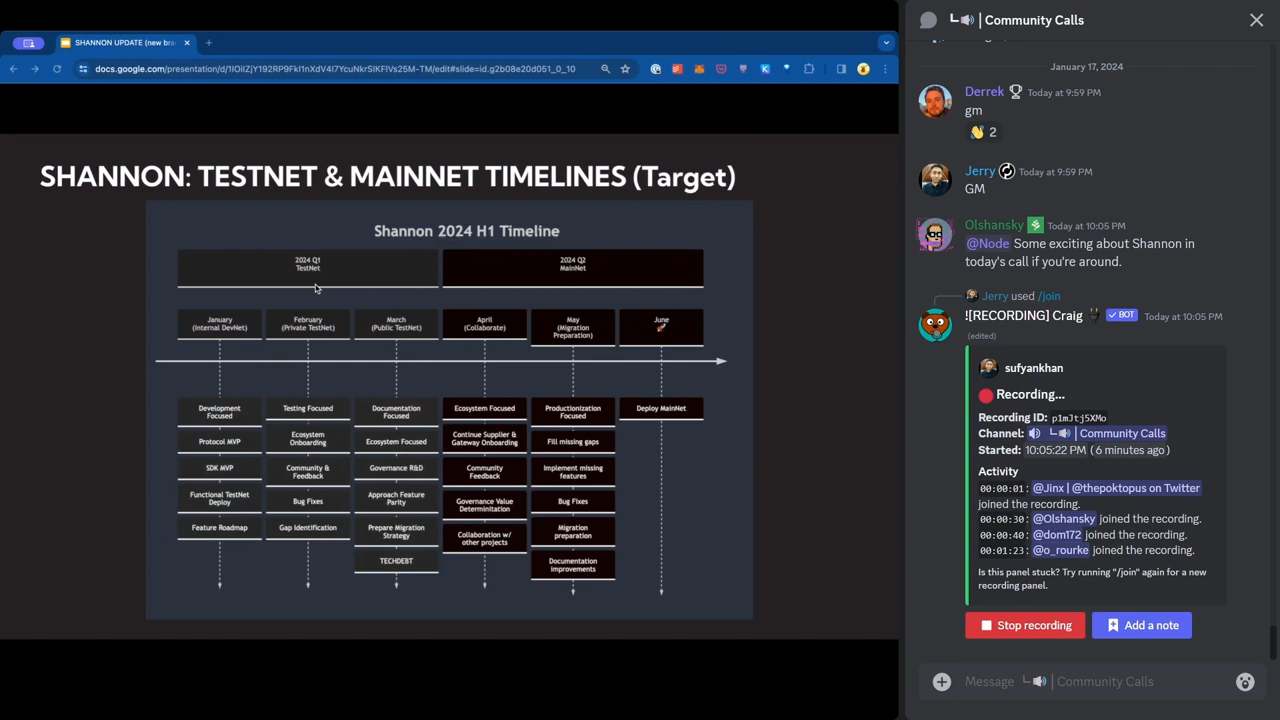 SHANNON UPDATE (new bra
docs.google.com/presentation/d/1IOiIZjY192RP9FkI1nXdV4l7YcuNkrSIKFIVs25M-TM/edit#slide=id.g2b08e20d051_0_10
SHANNON: TESTNET & MAINNET TIMELINES (Target)
Shannon 2024 H1 Timeline
2024 Q1
TestNet
2024 Q2
MainNet
January
(Internal DevNet)
February
(Private TestNet)
March
(Public TestNet)
April
(Collaborate)
May
(Migration
Preparation)
June
🚀
Development
Focused
Protocol MVP
SDK MVP
Functional TestNet
Deploy
Feature Roadmap
Testing Focused
Ecosystem
Onboarding
Community
& Feedback
Bug Fixes
Gap Identification
Documentation
Focused
Ecosystem Focused
Governance R&D
Approach Feature
Parity
Prepare Migration
Strategy
TECHDEBT
Ecosystem Focused
Continue Supplier &
Gateway Onboarding
Community
Feedback
Governance Value
Determinitation
Collaboration w/
other projects
Productionization
Focused
Fill missing gaps
Implement missing
features
Bug Fixes
Migration
preparation
Documentation
improvements
Deploy MainNet
Community Calls
January 17, 2024
Derrek Today at 9:59 PM
gm
👋 2
Jerry Today at 9:59 PM
GM
Olshansky Today at 10:05 PM
@Node Some exciting about Shannon in
today's call if you're around.
Jerry used /join
![RECORDING] Craig ✓ BOT Today at 10:05 PM
(edited)
sufyankhan
Recording...
Recording ID: p1mJtj5XMo
Channel: Community Calls
Started: 10:05:22 PM (6 minutes ago)
Activity
00:00:01: @Jinx | @thepoktopus on Twitter
joined the recording.
00:00:30: @Olshansky joined the recording.
00:00:40: @dom172 joined the recording.
00:01:23: @o_rourke joined the recording.
Is this panel stuck? Try running "/join" again for a new
recording panel.
Stop recording
Add a note
Message Community Calls